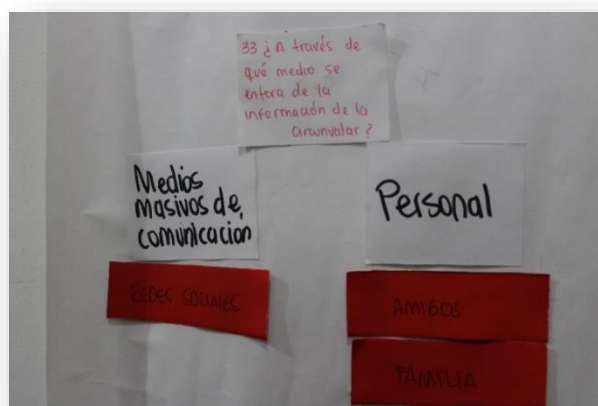 33 ¿A través de
qué medio se
entera de la
información de la
circunvalar?
Medios
masivos de
comunicación
Personal
REDES SOCIALES
AMIGOS
FAMILIA